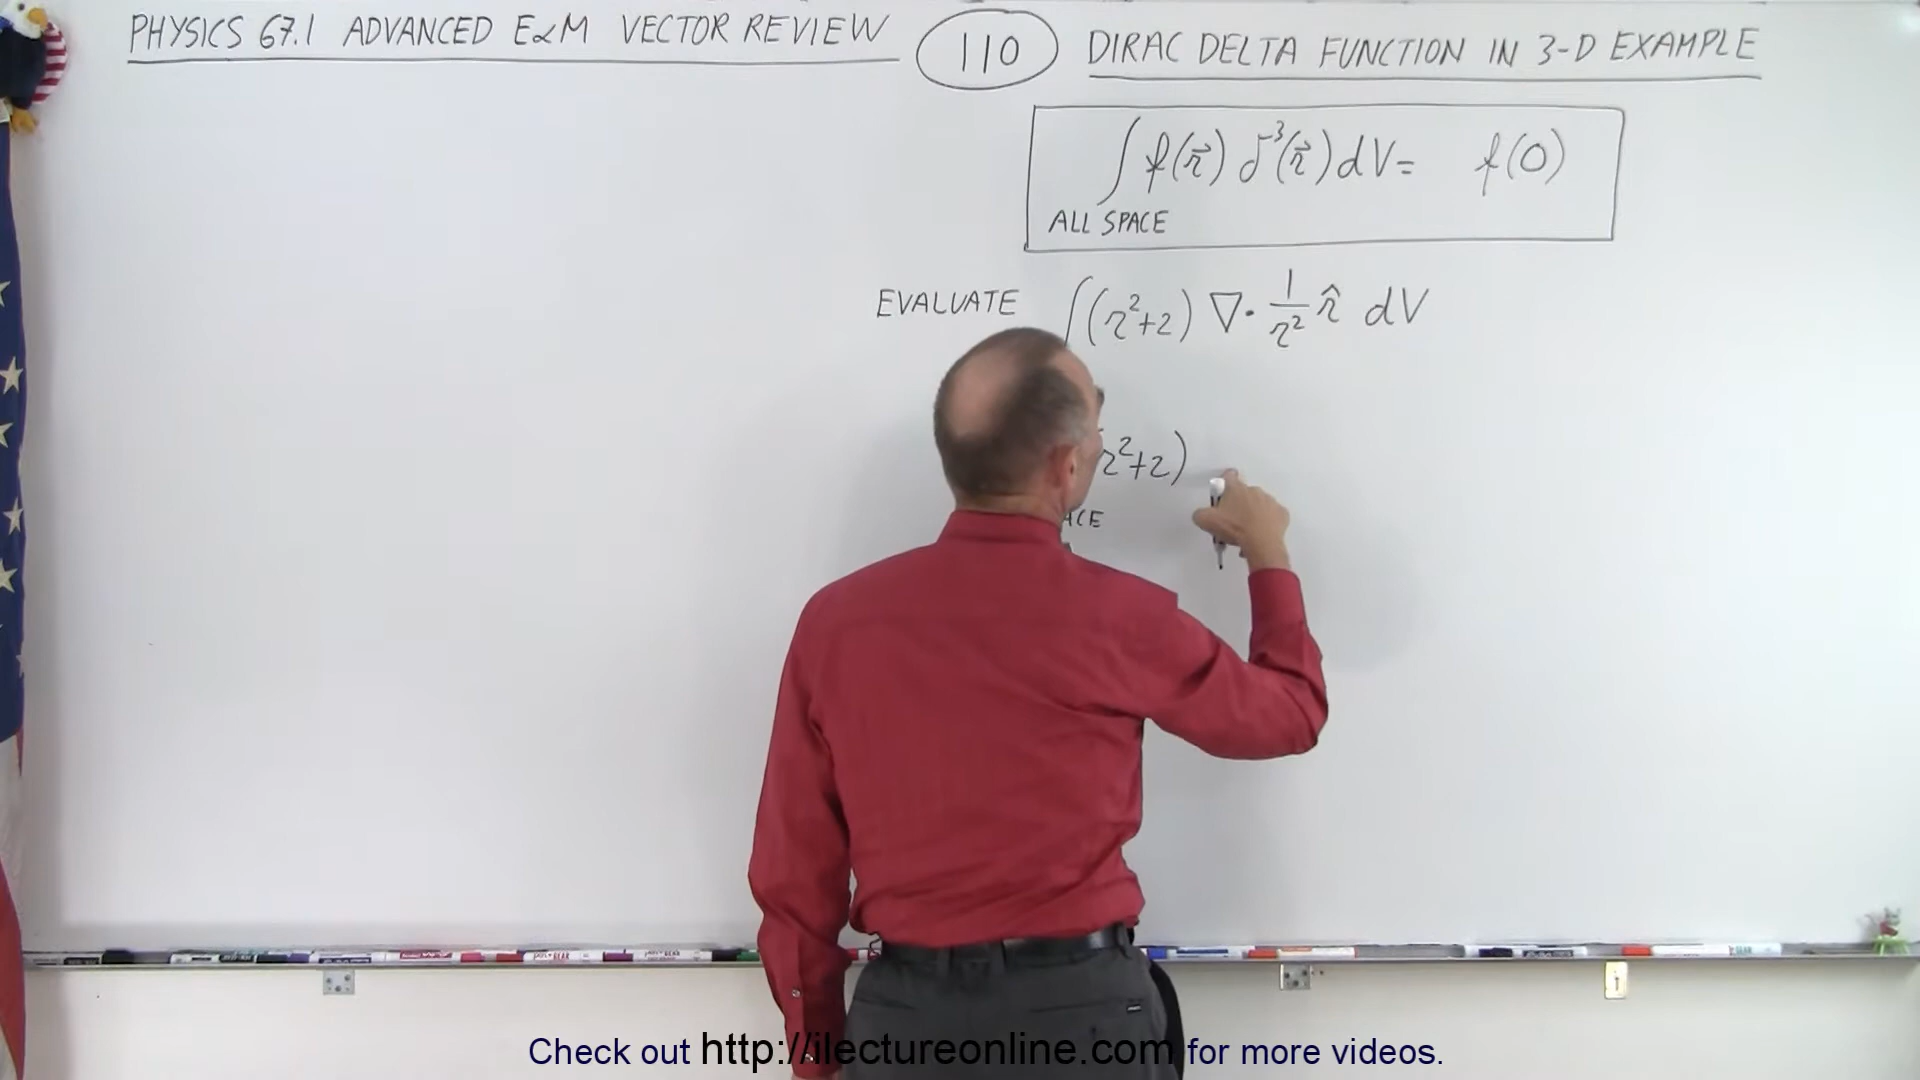 PHYSICS 67.1 ADVANCED E&M VECTOR REVIEW 110 DIRAC DELTA FUNCTION IN 3-D EXAMPLE
∫ f(r⃗) δ³(r⃗) dV = f(0)
ALL SPACE
EVALUATE ∫(r²+2) ∇· 1/r² r̂ dV
r²+2)
ACE
Check out http://ilectureonline.com for more videos.